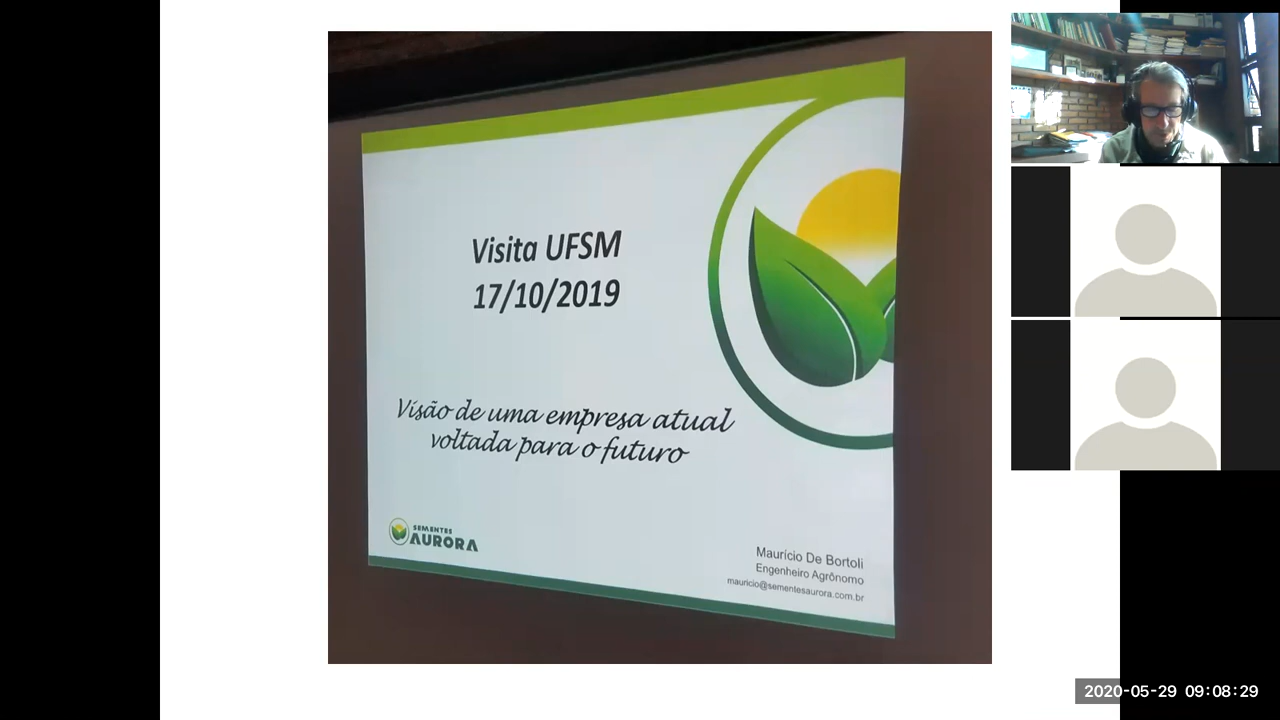 Visita UFSM
17/10/2019
Visão de uma empresa atual
voltada para o futuro
SEMENTES
AURORA
Maurício De Bortoli
Engenheiro Agrônomo
mauricio@sementesaurora.com.br
2020-05-29 09:08:29